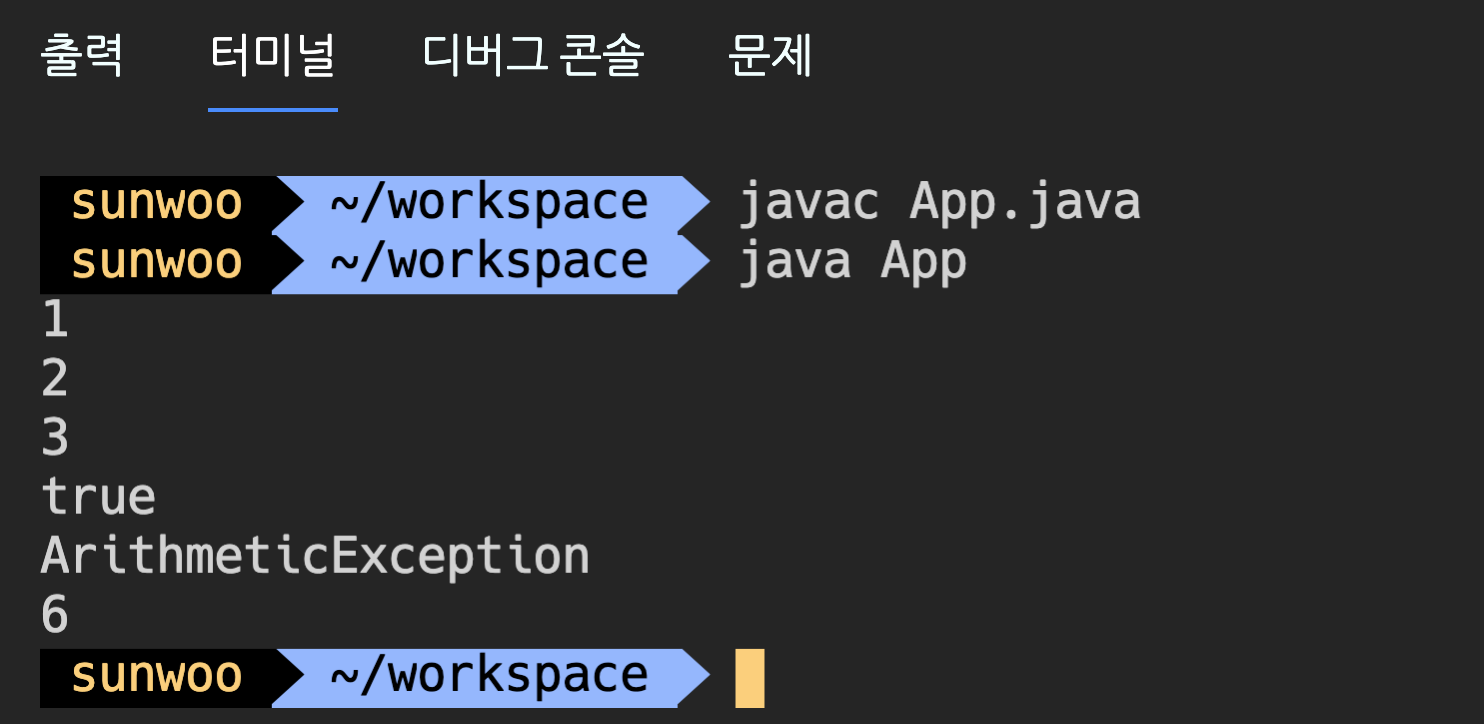 출력 터미널 디버그 콘솔 문제
sunwoo ~/workspace javac App.java
sunwoo ~/workspace java App
1
2
3
true
ArithmeticException
6
sunwoo ~/workspace